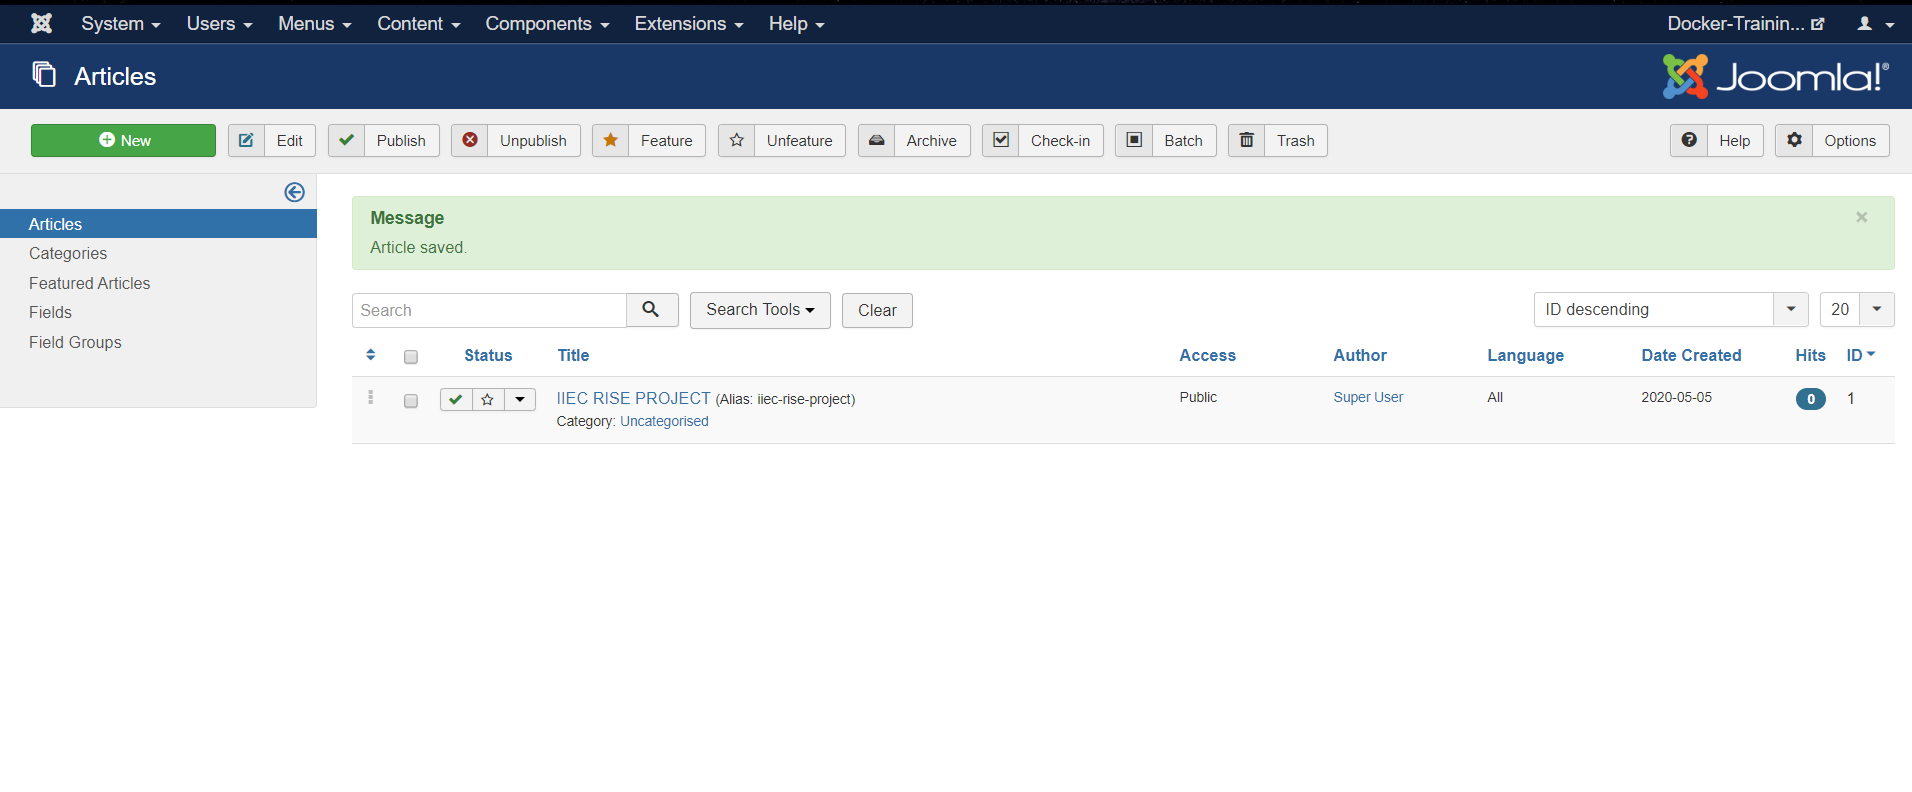 System Users Menus Content Components Extensions Help Docker-Trainin...
Articles Joomla!®
New Edit Publish Unpublish Feature Unfeature Archive Check-in Batch Trash Help Options
Articles
Categories
Featured Articles
Fields
Field Groups
Message ×
Article saved.
Search Search Tools Clear ID descending 20
Status Title Access Author Language Date Created Hits ID
IIEC RISE PROJECT (Alias: iiec-rise-project) Public Super User All 2020-05-05 0 1
Category: Uncategorised